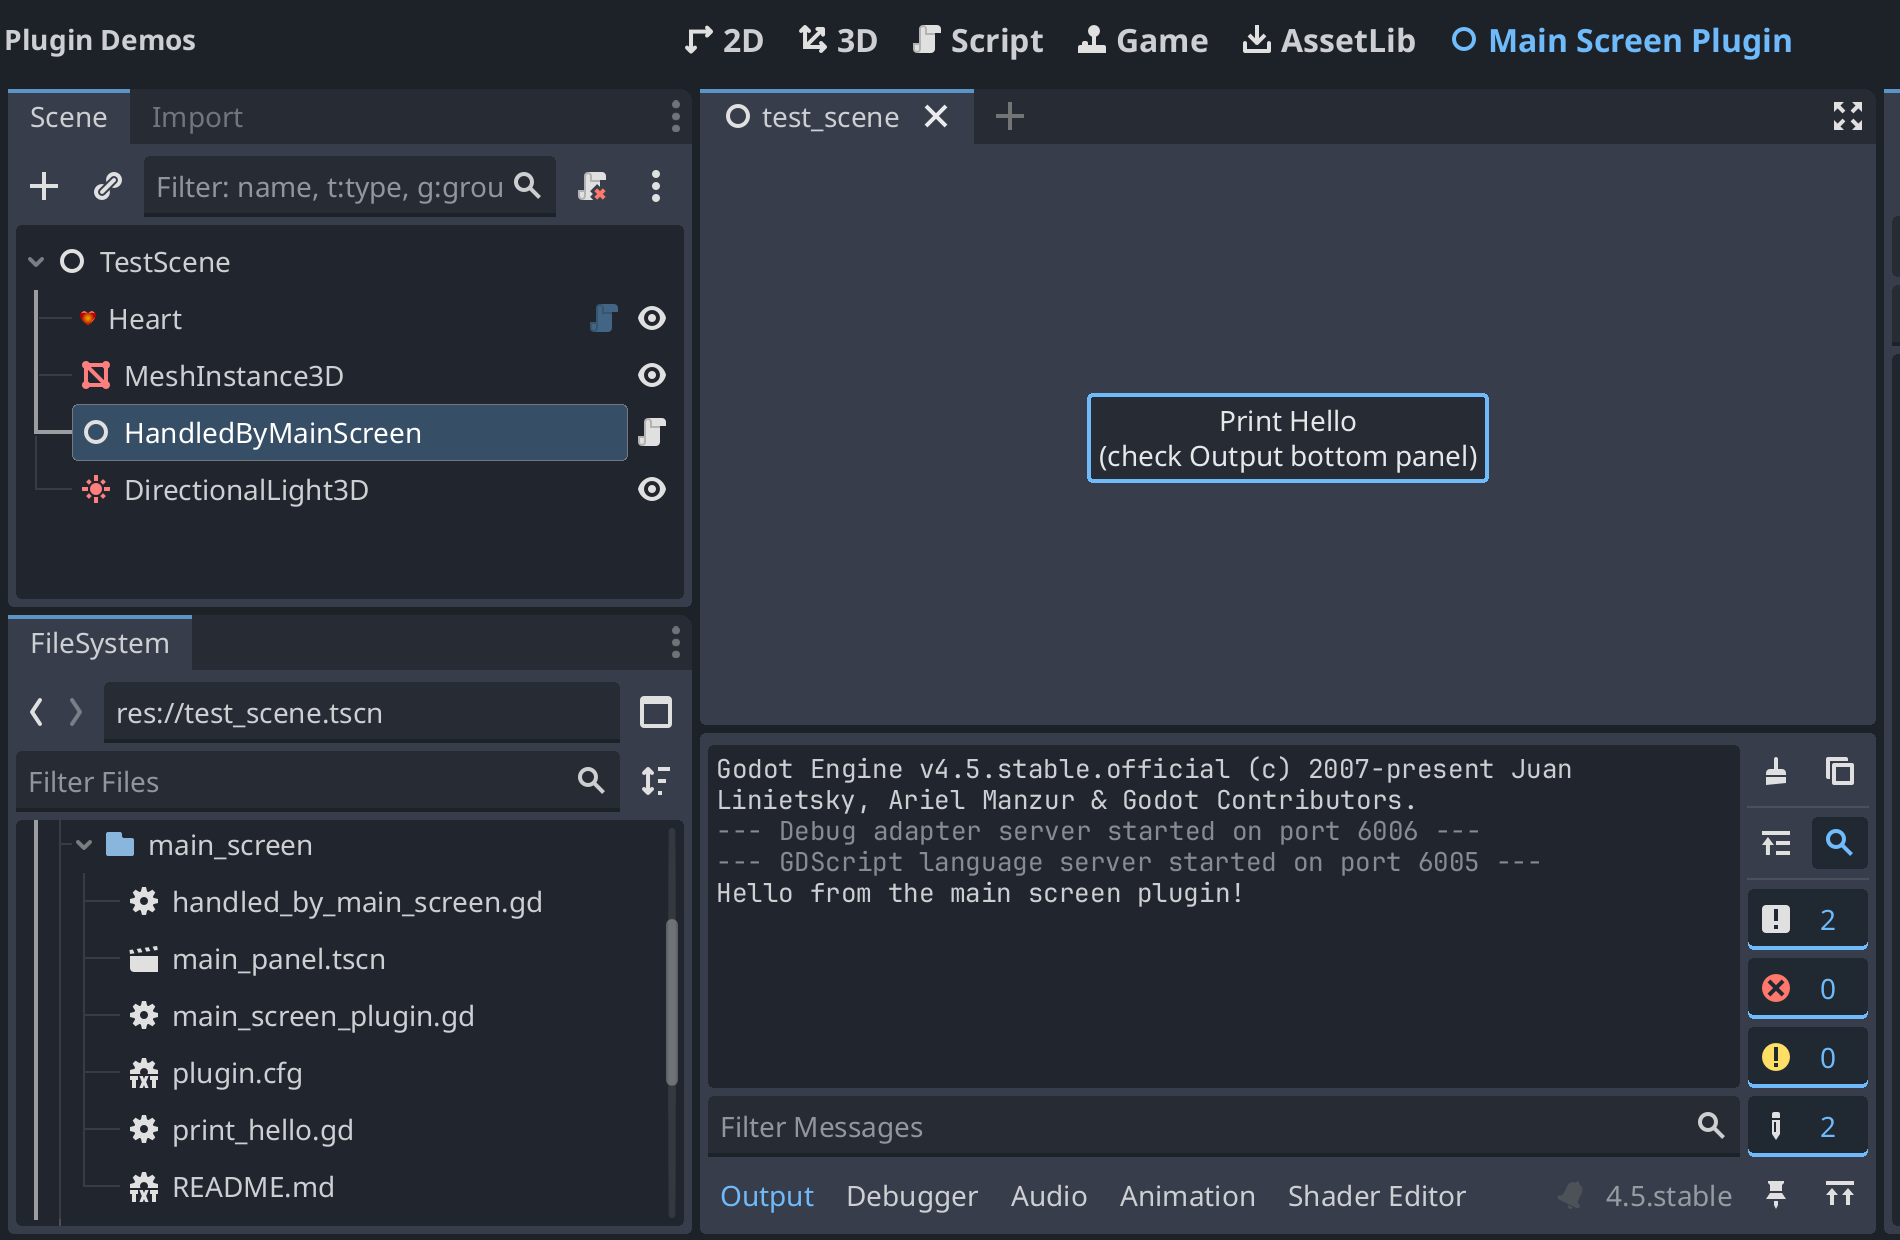 Plugin Demos
2D
3D
Script
Game
AssetLib
Main Screen Plugin
Scene
Import
Filter: name, t:type, g:grou
TestScene
Heart
MeshInstance3D
HandledByMainScreen
DirectionalLight3D
FileSystem
res://test_scene.tscn
Filter Files
main_screen
handled_by_main_screen.gd
main_panel.tscn
main_screen_plugin.gd
TXT plugin.cfg
print_hello.gd
TXT README.md
test_scene
Print Hello
(check Output bottom panel)
Godot Engine v4.5.stable.official (c) 2007-present Juan
Linietsky, Ariel Manzur & Godot Contributors.
--- Debug adapter server started on port 6006 ---
--- GDScript language server started on port 6005 ---
Hello from the main screen plugin!
2
0
0
2
Filter Messages
Output
Debugger
Audio
Animation
Shader Editor
4.5.stable